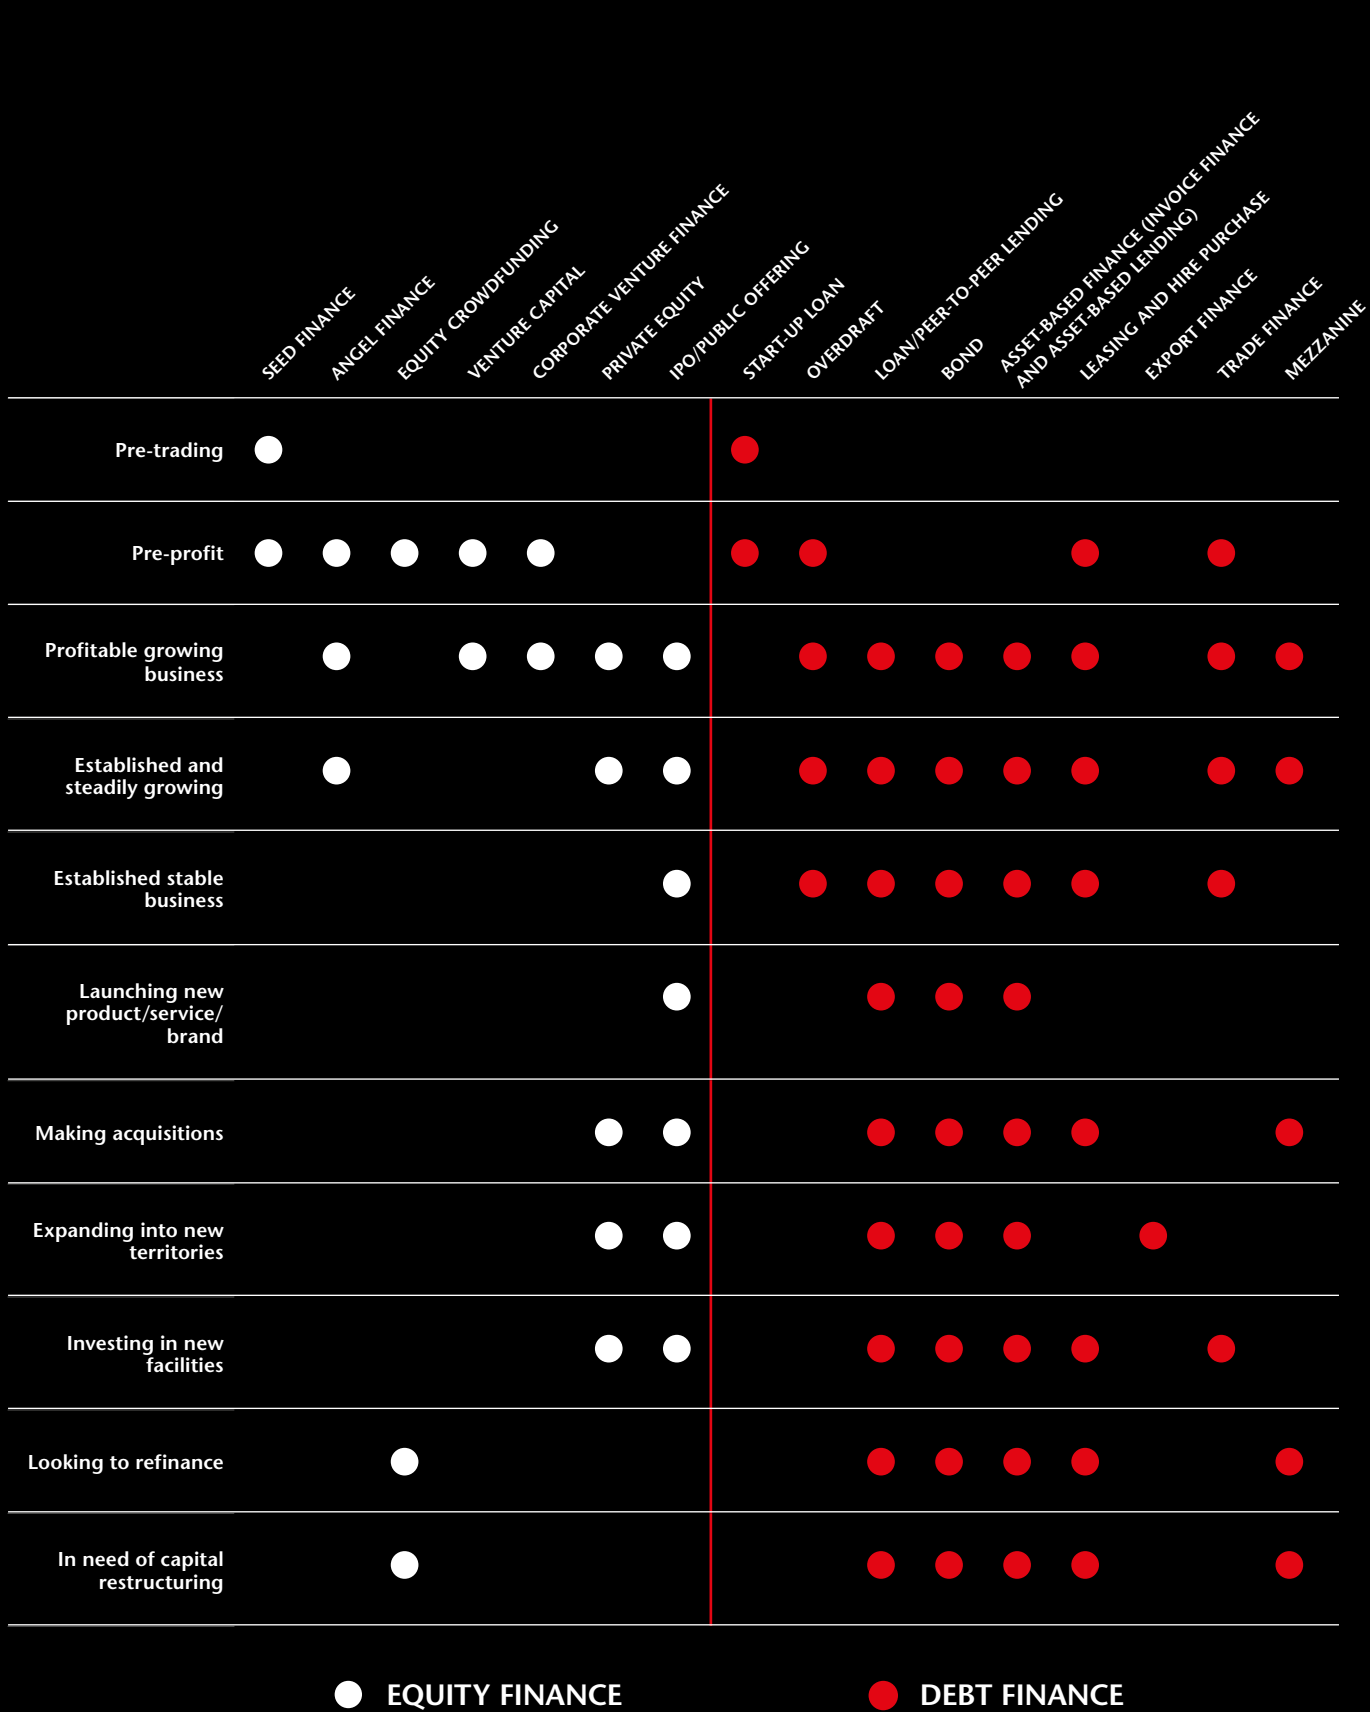 SEED FINANCE
ANGEL FINANCE
EQUITY CROWDFUNDING
VENTURE CAPITAL
CORPORATE VENTURE FINANCE
PRIVATE EQUITY
IPO/PUBLIC OFFERING
START-UP LOAN
OVERDRAFT
LOAN/PEER-TO-PEER LENDING
BOND
ASSET-BASED FINANCE (INVOICE FINANCE
AND ASSET-BASED LENDING)
LEASING AND HIRE PURCHASE
EXPORT FINANCE
TRADE FINANCE
MEZZANINE
Pre-trading
Pre-profit
Profitable growing
business
Established and
steadily growing
Established stable
business
Launching new
product/service/
brand
Making acquisitions
Expanding into new
territories
Investing in new
facilities
Looking to refinance
In need of capital
restructuring
EQUITY FINANCE
DEBT FINANCE